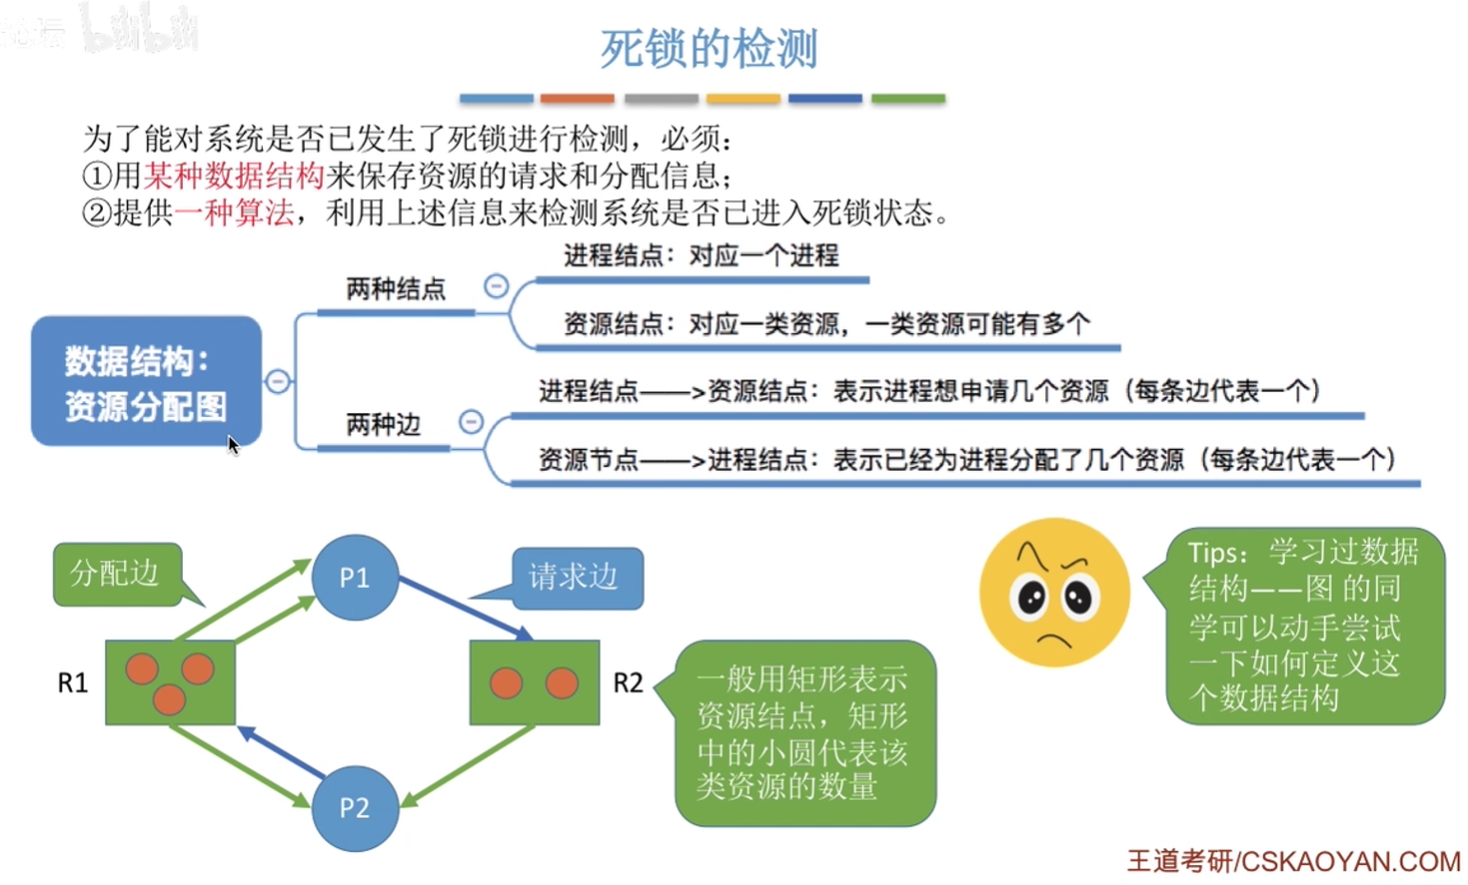 论坛 bilibili
死锁的检测
为了能对系统是否已发生了死锁进行检测，必须：
①用某种数据结构来保存资源的请求和分配信息；
②提供一种算法，利用上述信息来检测系统是否已进入死锁状态。
数据结构：
资源分配图
两种结点
进程结点：对应一个进程
资源结点：对应一类资源，一类资源可能有多个
两种边
进程结点——>资源结点：表示进程想申请几个资源（每条边代表一个）
资源节点——>进程结点：表示已经为进程分配了几个资源（每条边代表一个）
分配边
P1
请求边
R1
R2
P2
一般用矩形表示
资源结点，矩形
中的小圆代表该
类资源的数量
Tips：学习过数据
结构——图 的同
学可以动手尝试
一下如何定义这
个数据结构
王道考研/CSKAOYAN.COM